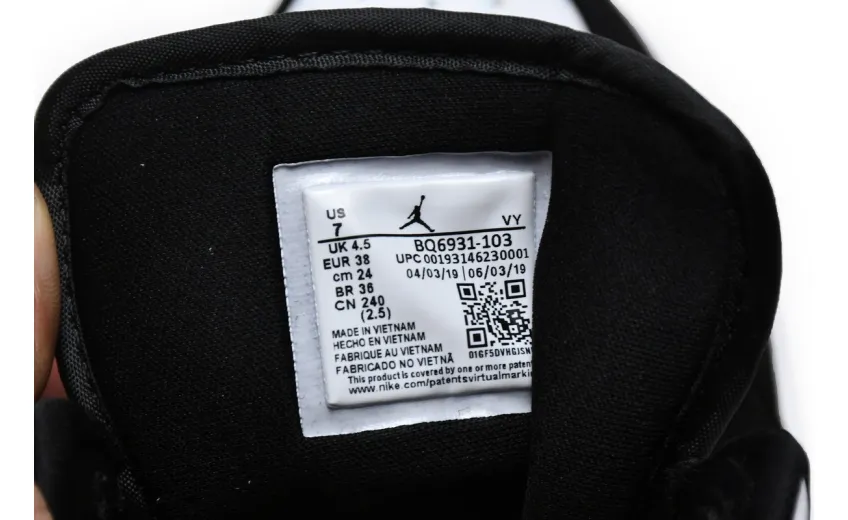 US
7
VY
UK 4.5
BQ6931-103
EUR 38
UPC 00193146230001
cm 24
04/03/19 | 06/03/19
BR 36
CN 240
(2.5)
MADE IN VIETNAM
HECHO EN VIETNAM
FABRIQUE AU VIETNAM
FABRICADO NO VIETNÃ
This product is covered by one or more paten
www.nike.com/patentsvirtualmarki